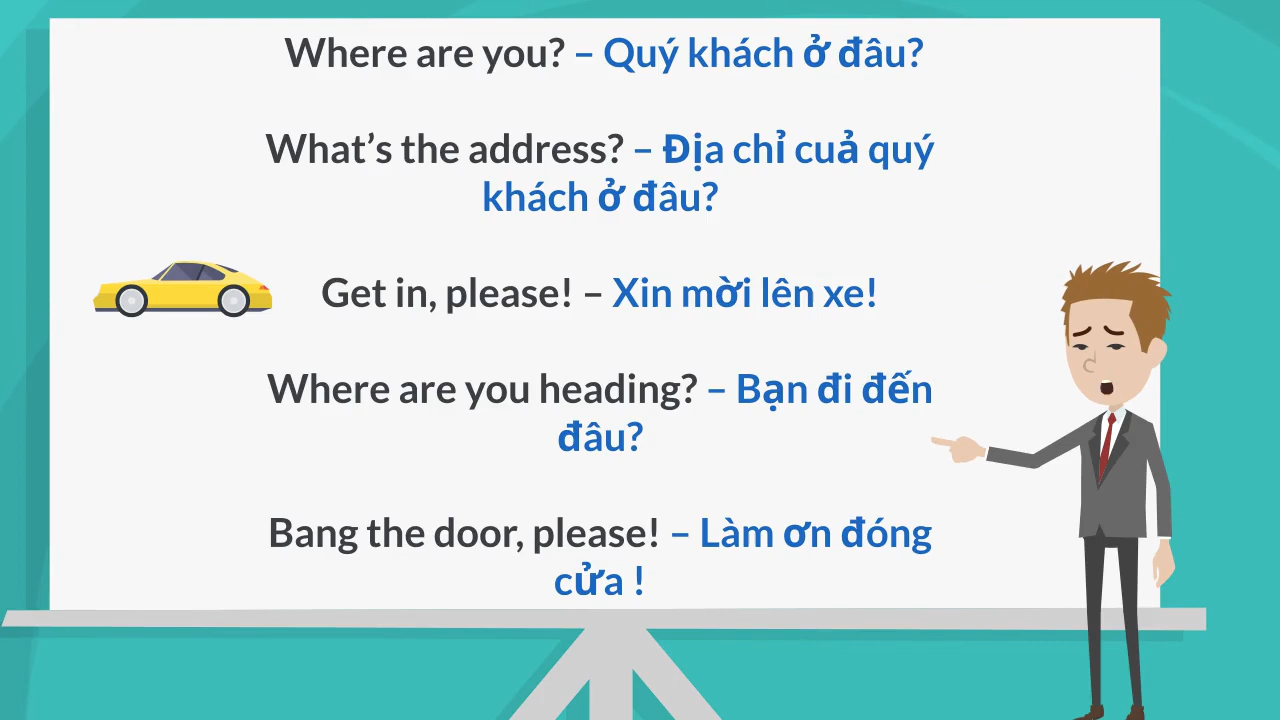 Where are you? – Quý khách ở đâu?
What’s the address? – Địa chỉ cuả quý
khách ở đâu?
Get in, please! – Xin mời lên xe!
Where are you heading? – Bạn đi đến
đâu?
Bang the door, please! – Làm ơn đóng
cửa !